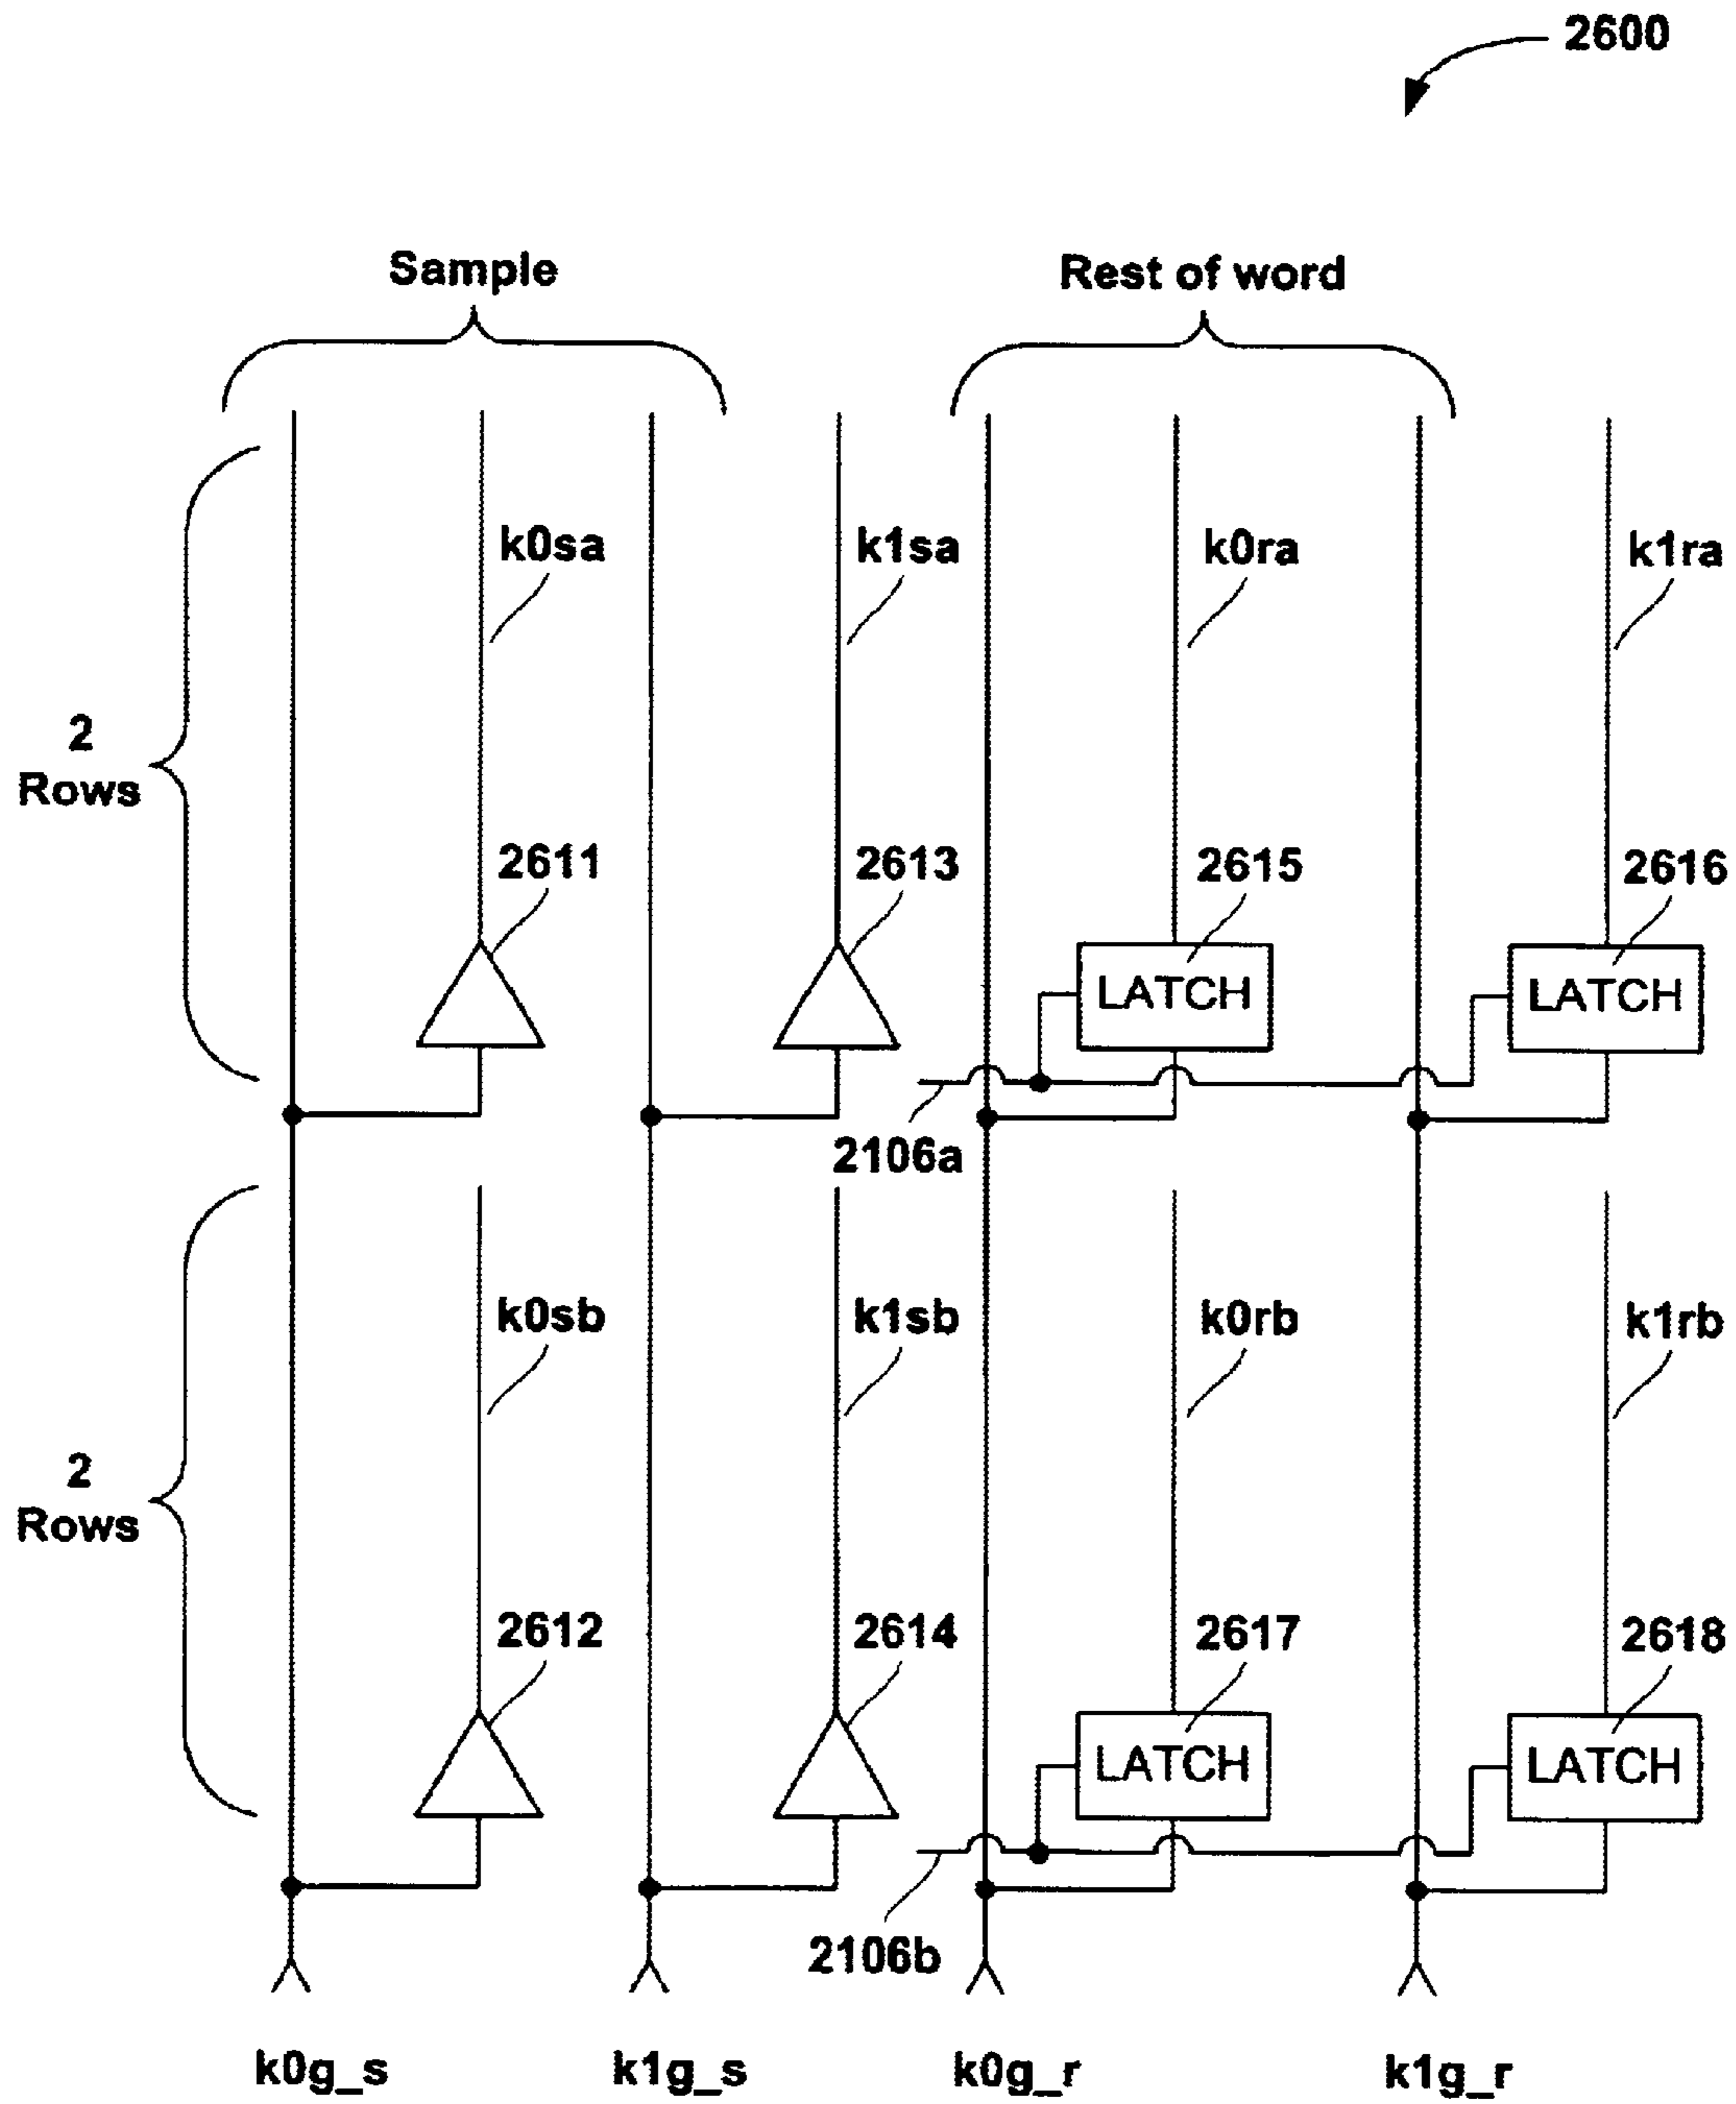 2600
Sample
Rest of word
k0sa
k1sa
k0ra
k1ra
2
Rows
2611
2613
2615
2616
LATCH
LATCH
2106a
k0sb
k1sb
k0rb
k1rb
2
Rows
2612
2614
2617
2618
LATCH
LATCH
2106b
k0g_s
k1g_s
k0g_r
k1g_r